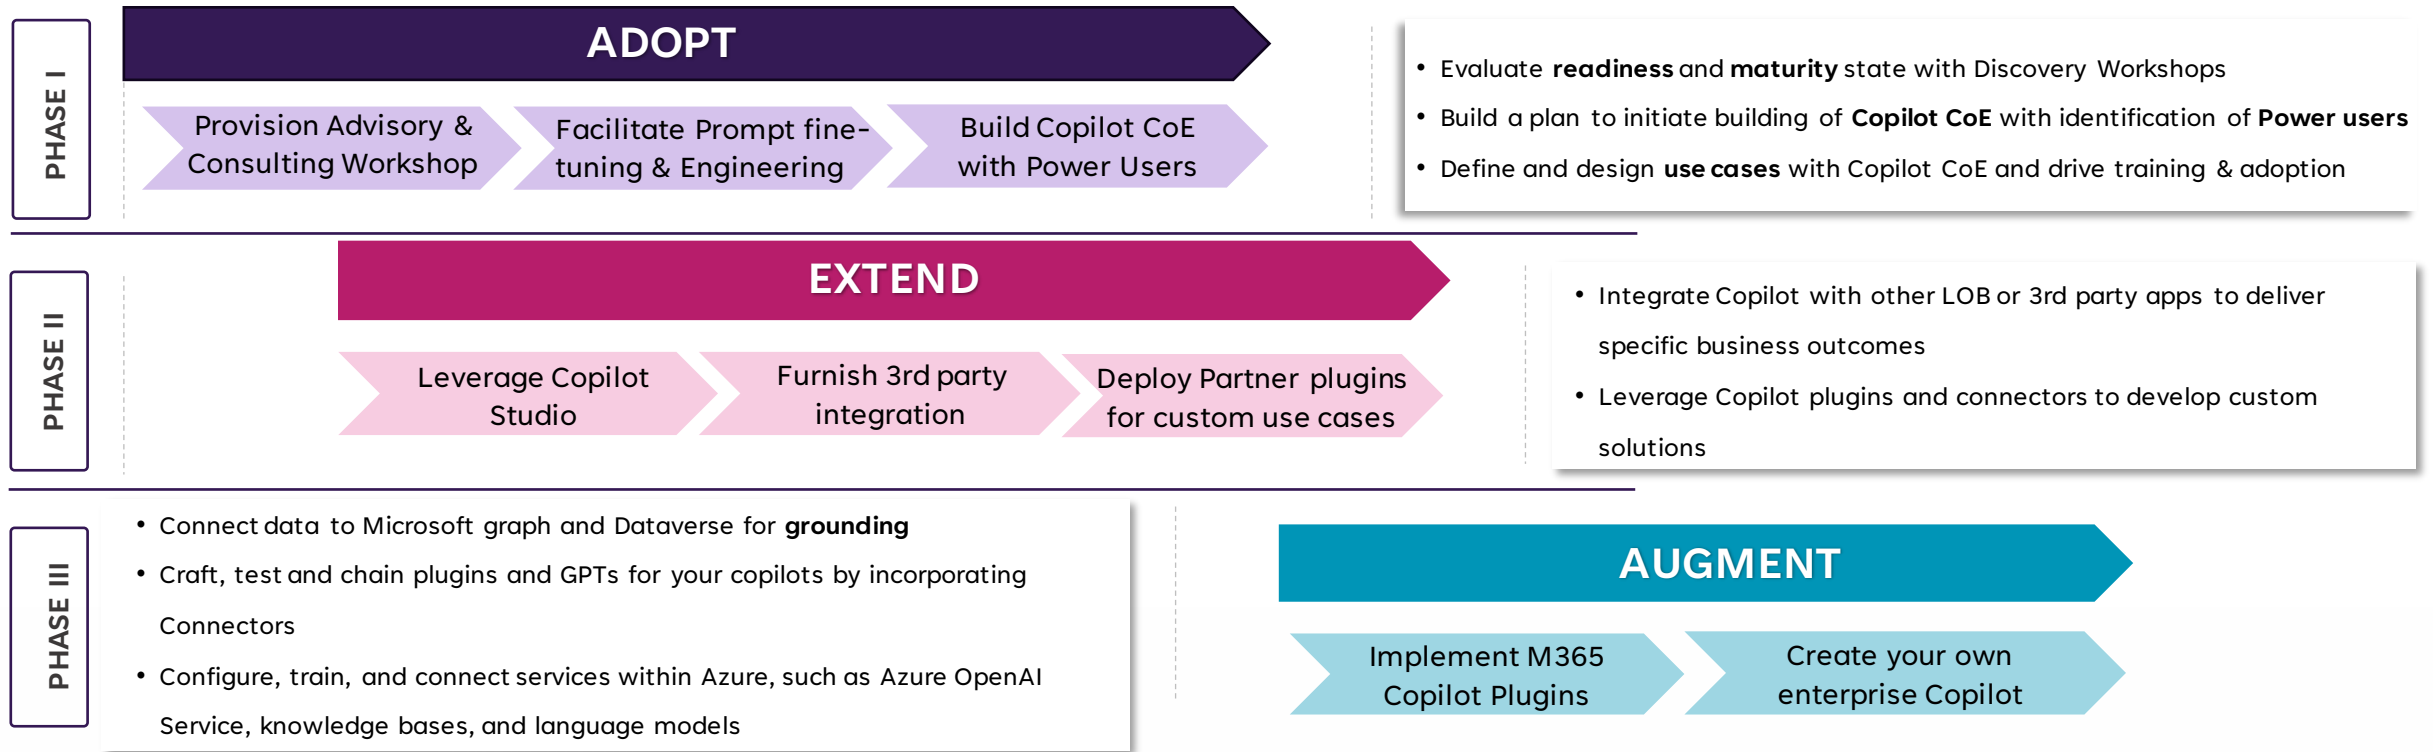 PHASE I
ADOPT
Provision Advisory &
Consulting Workshop
Facilitate Prompt fine-
tuning & Engineering
Build Copilot CoE
with Power Users
• Evaluate readiness and maturity state with Discovery Workshops
• Build a plan to initiate building of Copilot CoE with identification of Power users
• Define and design use cases with Copilot CoE and drive training & adoption
PHASE II
EXTEND
Leverage Copilot
Studio
Furnish 3rd party
integration
Deploy Partner plugins
for custom use cases
• Integrate Copilot with other LOB or 3rd party apps to deliver
specific business outcomes
• Leverage Copilot plugins and connectors to develop custom
solutions
PHASE III
• Connect data to Microsoft graph and Dataverse for grounding
• Craft, test and chain plugins and GPTs for your copilots by incorporating
Connectors
• Configure, train, and connect services within Azure, such as Azure OpenAI
Service, knowledge bases, and language models
AUGMENT
Implement M365
Copilot Plugins
Create your own
enterprise Copilot